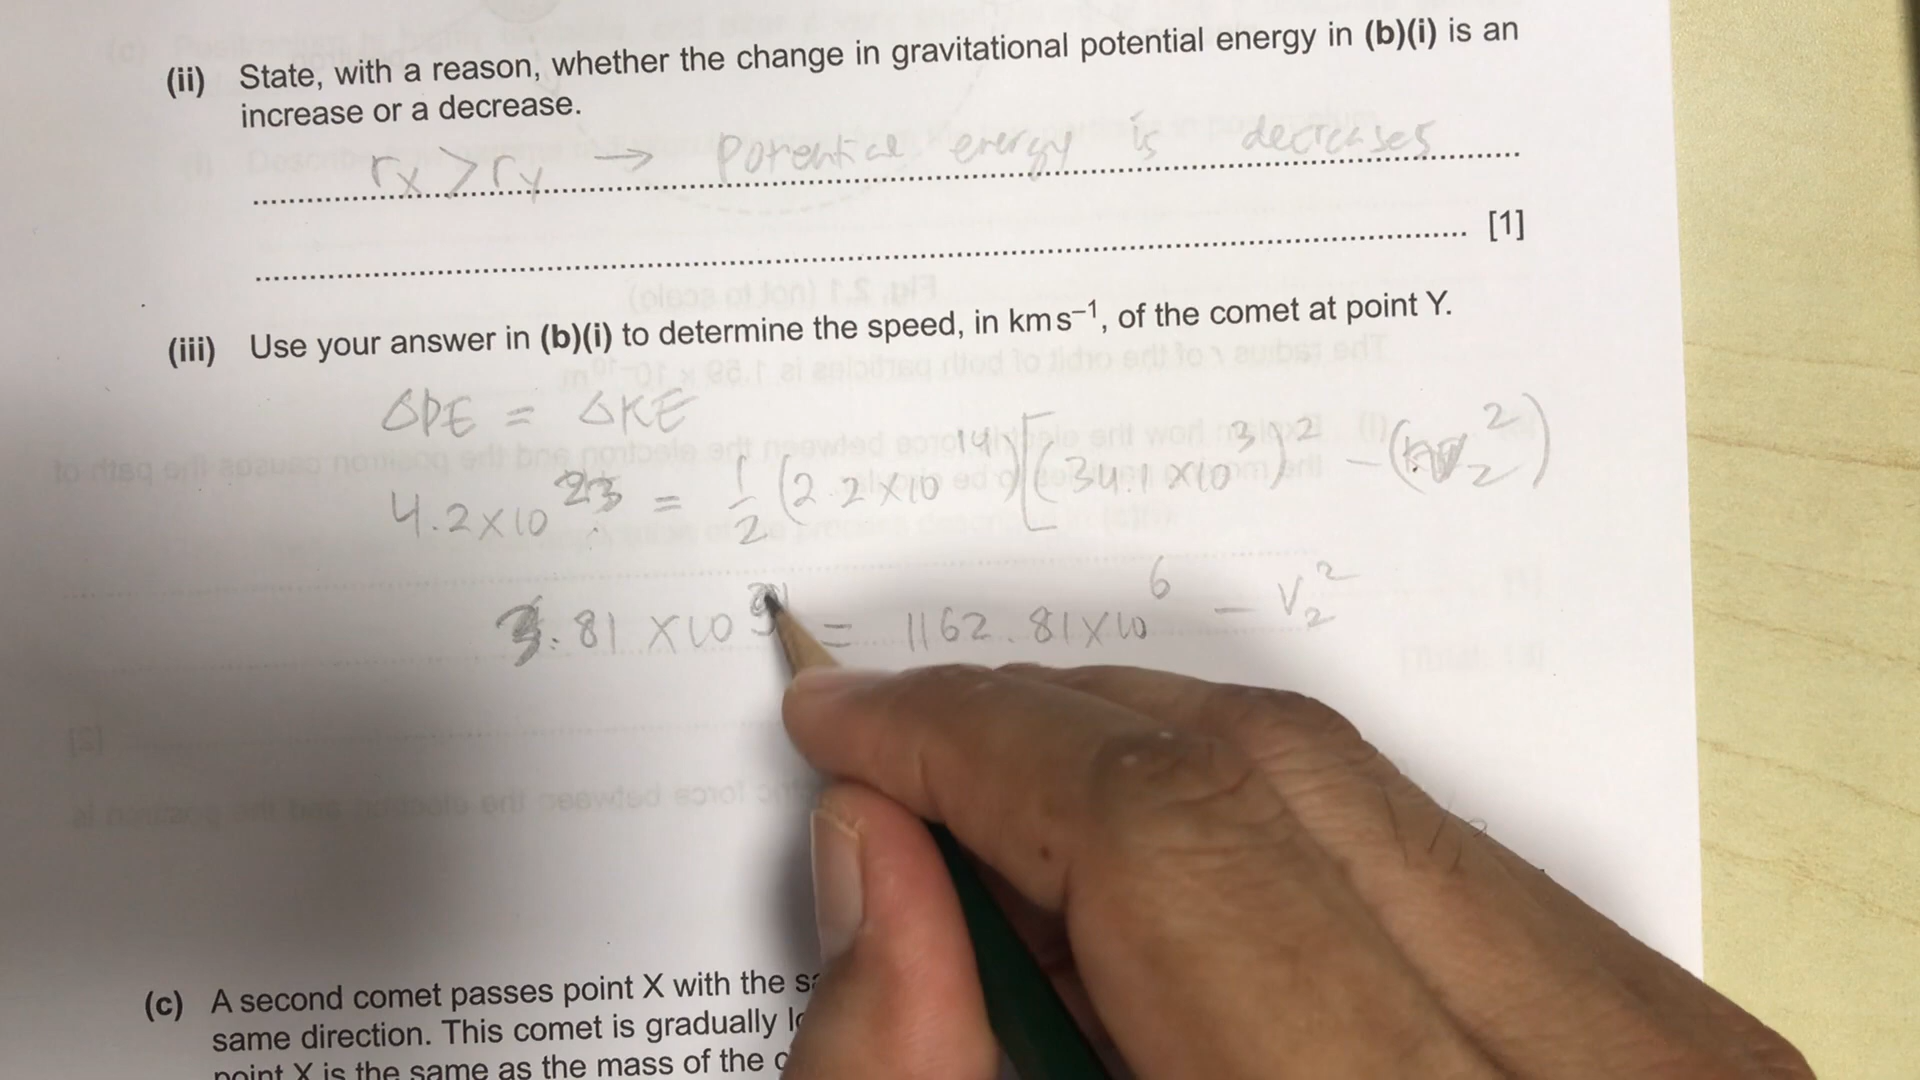 (ii) State, with a reason, whether the change in gravitational potential energy in (b)(i) is an
increase or a decrease.
rx > ry → Potential energy is decreases
[1]
(iii) Use your answer in (b)(i) to determine the speed, in km s⁻¹, of the comet at point Y.
ΔPE = ΔKE
4.2×10²³ = 1/2 (2.2×10¹⁴)[(34.1×10³)² − (v₂²)
.81 ×10 = 1162.81×10⁶ − V₂²
(c) A second comet passes point X with the
same direction. This comet is gradually
point X is the same as the mass of the